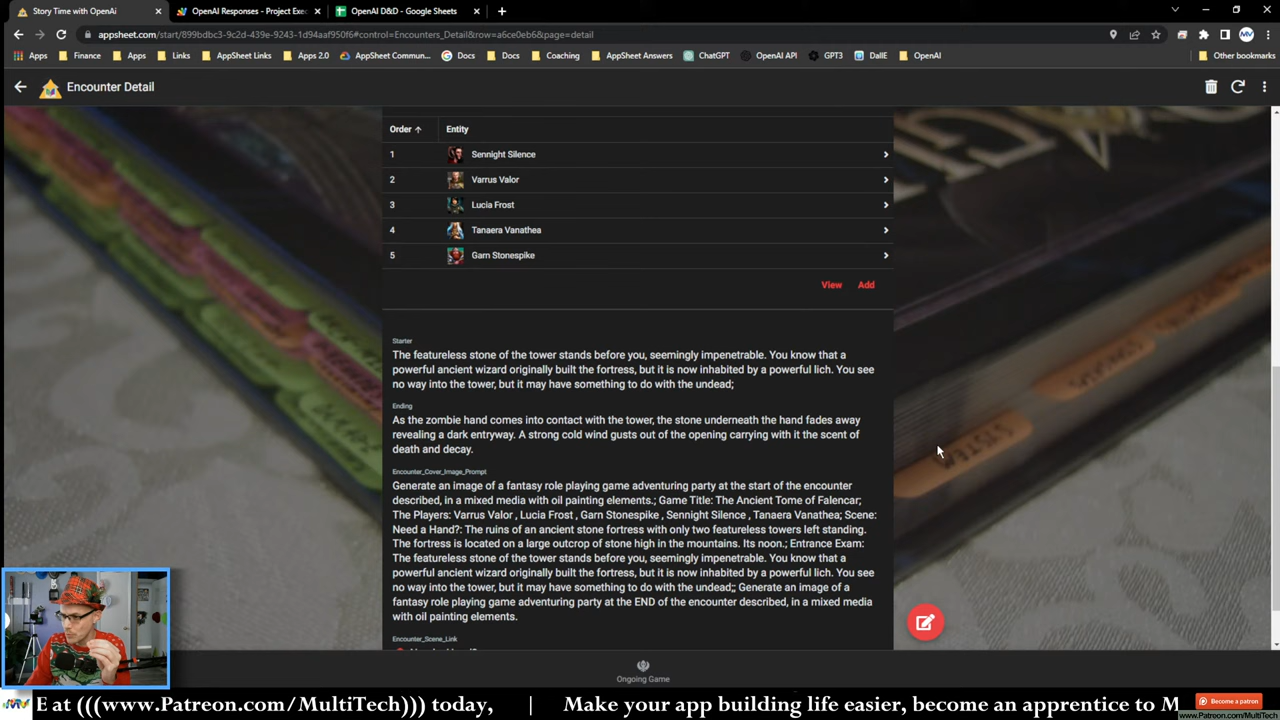 Story Time with OpenAi
OpenAI Responses - Project Exec
OpenAI D&D - Google Sheets
appsheet.com/start/899bdbc3-9c2d-439e-9243-1d94aaf950f6#control=Encounters_Detail&row=a6ce0eb6&page=detail
Apps
Finance
Apps
Links
AppSheet Links
Apps 2.0
AppSheet Commun...
Docs
Docs
Coaching
AppSheet Answers
ChatGPT
OpenAI API
GPT3
DallE
OpenAI
Other bookmarks
Encounter Detail
Order
Entity
1 Sennight Silence
2 Varrus Valor
3 Lucia Frost
4 Tanaera Vanathea
5 Garn Stonespike
View Add
Starter
The featureless stone of the tower stands before you, seemingly impenetrable. You know that a
powerful ancient wizard originally built the fortress, but it is now inhabited by a powerful lich. You see
no way into the tower, but it may have something to do with the undead;
Ending
As the zombie hand comes into contact with the tower, the stone underneath the hand fades away
revealing a dark entryway. A strong cold wind gusts out of the opening carrying with it the scent of
death and decay.
Encounter_Cover_Image_Prompt
Generate an image of a fantasy role playing game adventuring party at the start of the encounter
described, in a mixed media with oil painting elements.; Game Title: The Ancient Tome of Falencar;
The Players: Varrus Valor , Lucia Frost , Garn Stonespike , Sennight Silence , Tanaera Vanathea; Scene:
Need a Hand?: The ruins of an ancient stone fortress with only two featureless towers left standing.
The fortress is located on a large outcrop of stone high in the mountains. Its noon.; Entrance Exam:
The featureless stone of the tower stands before you, seemingly impenetrable. You know that a
powerful ancient wizard originally built the fortress, but it is now inhabited by a powerful lich. You see
no way into the tower, but it may have something to do with the undead;; Generate an image of a
fantasy role playing game adventuring party at the END of the encounter described, in a mixed media
with oil painting elements.
Encounter_Scene_Link
Ongoing Game
E at (((www.Patreon.com/MultiTech))) today, | Make your app building life easier, become an apprentice to M
Become a patron
www.Patreon.com/MultiTech